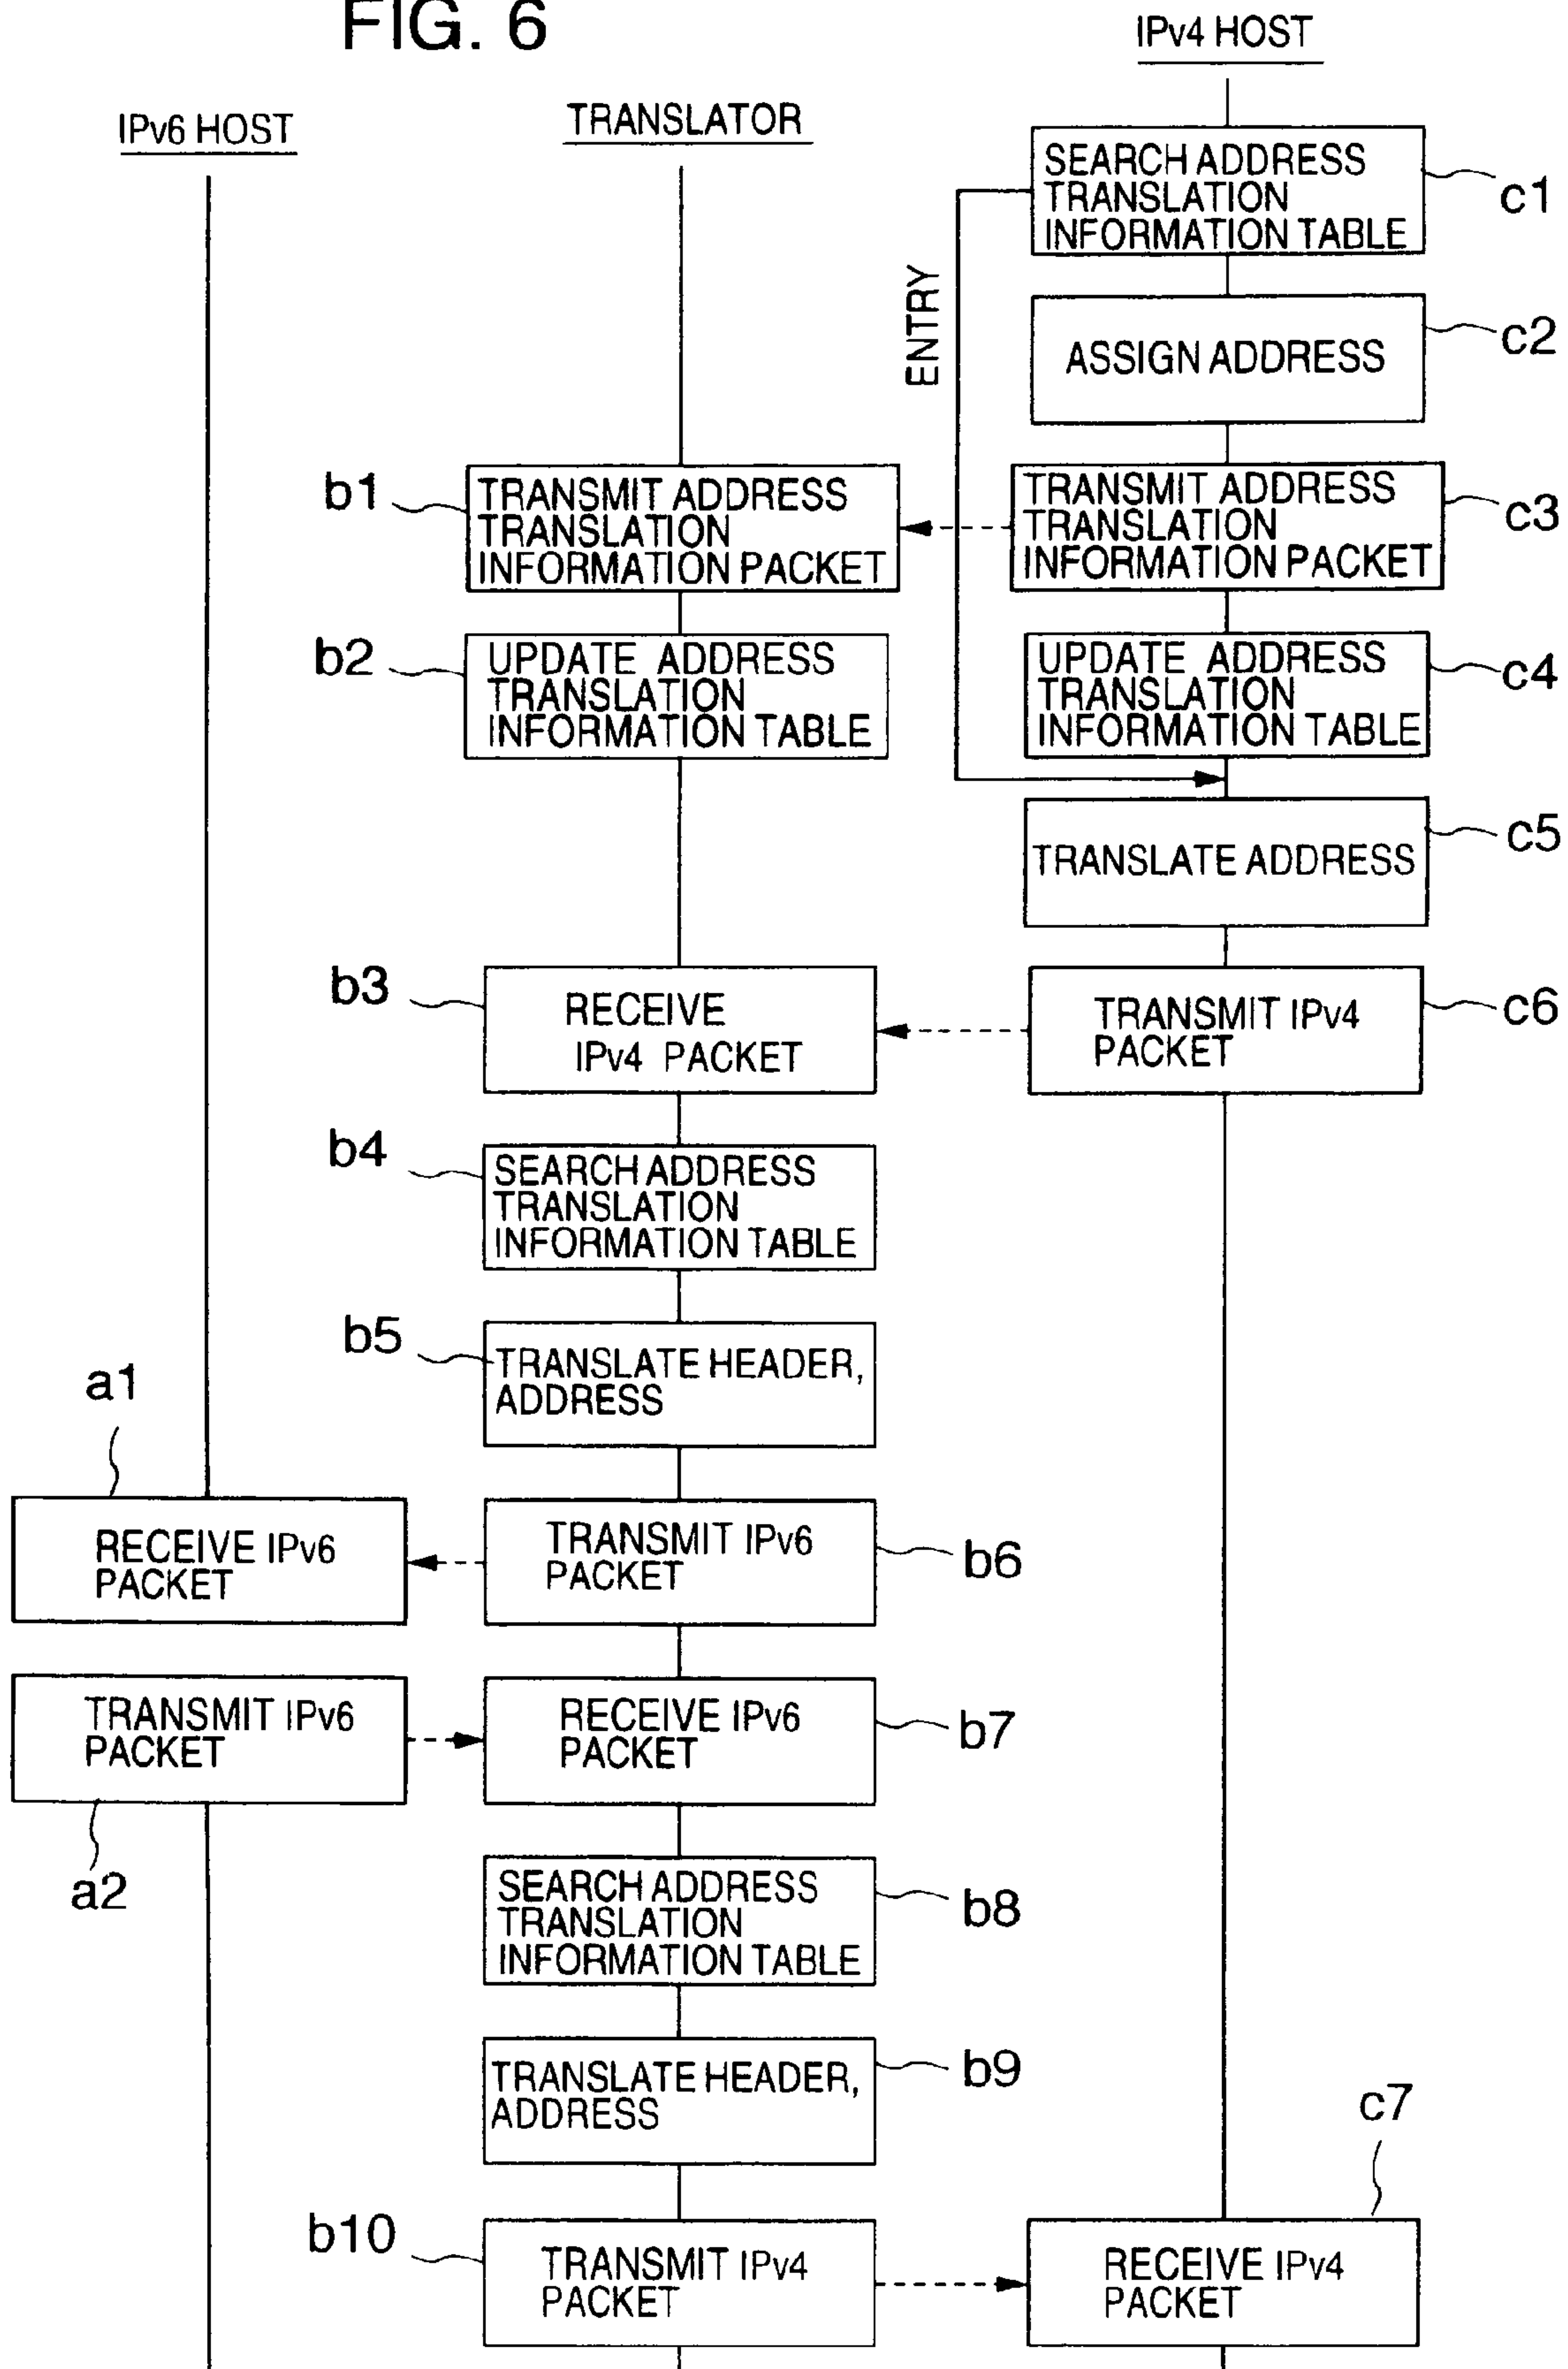 FIG. 6
IPv4 HOST
IPv6 HOST
TRANSLATOR
SEARCH ADDRESS
TRANSLATION
INFORMATION TABLE
c1
ENTRY
ASSIGN ADDRESS
c2
b1
TRANSMIT ADDRESS
TRANSLATION
INFORMATION PACKET
TRANSMIT ADDRESS
TRANSLATION
INFORMATION PACKET
c3
b2
UPDATE ADDRESS
TRANSLATION
INFORMATION TABLE
UPDATE ADDRESS
TRANSLATION
INFORMATION TABLE
c4
TRANSLATE ADDRESS
c5
b3
RECEIVE
IPv4 PACKET
TRANSMIT IPv4
PACKET
c6
b4
SEARCH ADDRESS
TRANSLATION
INFORMATION TABLE
b5
TRANSLATE HEADER,
ADDRESS
a1
RECEIVE IPv6
PACKET
TRANSMIT IPv6
PACKET
b6
TRANSMIT IPv6
PACKET
RECEIVE IPv6
PACKET
b7
a2
SEARCH ADDRESS
TRANSLATION
INFORMATION TABLE
b8
TRANSLATE HEADER,
ADDRESS
b9
c7
b10
TRANSMIT IPv4
PACKET
RECEIVE IPv4
PACKET